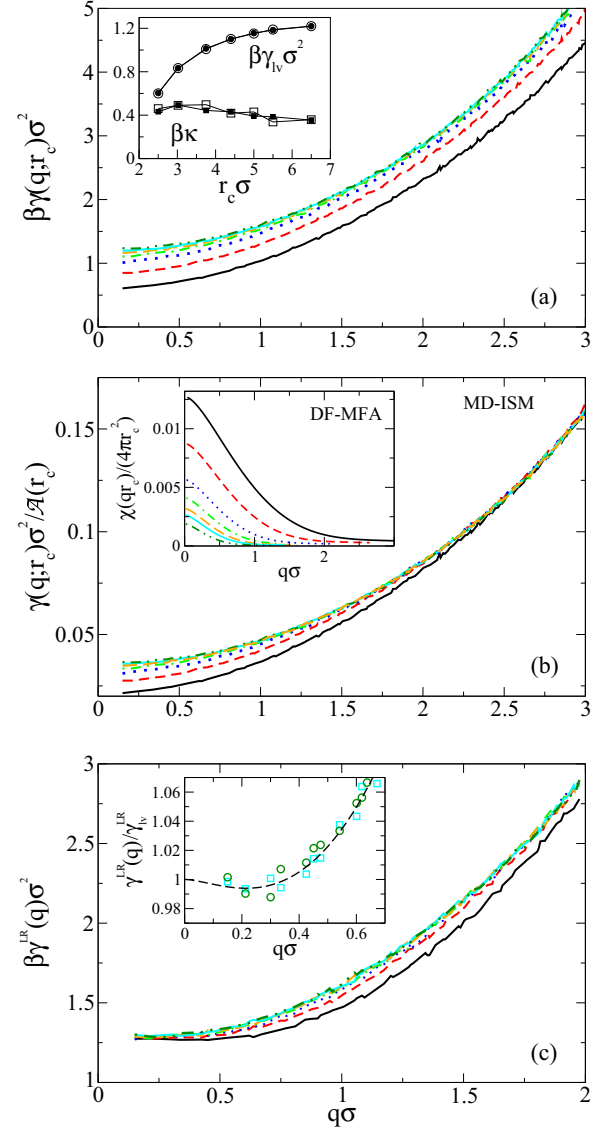 βγ(q;r_c)σ²
5
4
3
2
1
0
1.2
0.8
0.4
0
2 3 4 5 6 7
r_cσ
βγ_lvσ²
βκ
(a)
0 0.5 1 1.5 2 2.5 3
γ(q;r_c)σ²/𝒜(r_c)
0.15
0.1
0.05
χ(qr_c)/(4πr_c²)
0.01
0.005
0
0 1 2
qσ
DF-MFA
MD-ISM
(b)
0 0.5 1 1.5 2 2.5 3
βγ^LR(q)σ²
3
2.5
2
1.5
1
γ^LR(q)/γ_lv^LR
1.06
1.04
1.02
1
0.98
0 0.2 0.4 0.6
qσ
(c)
0 0.5 1 1.5 2
qσ